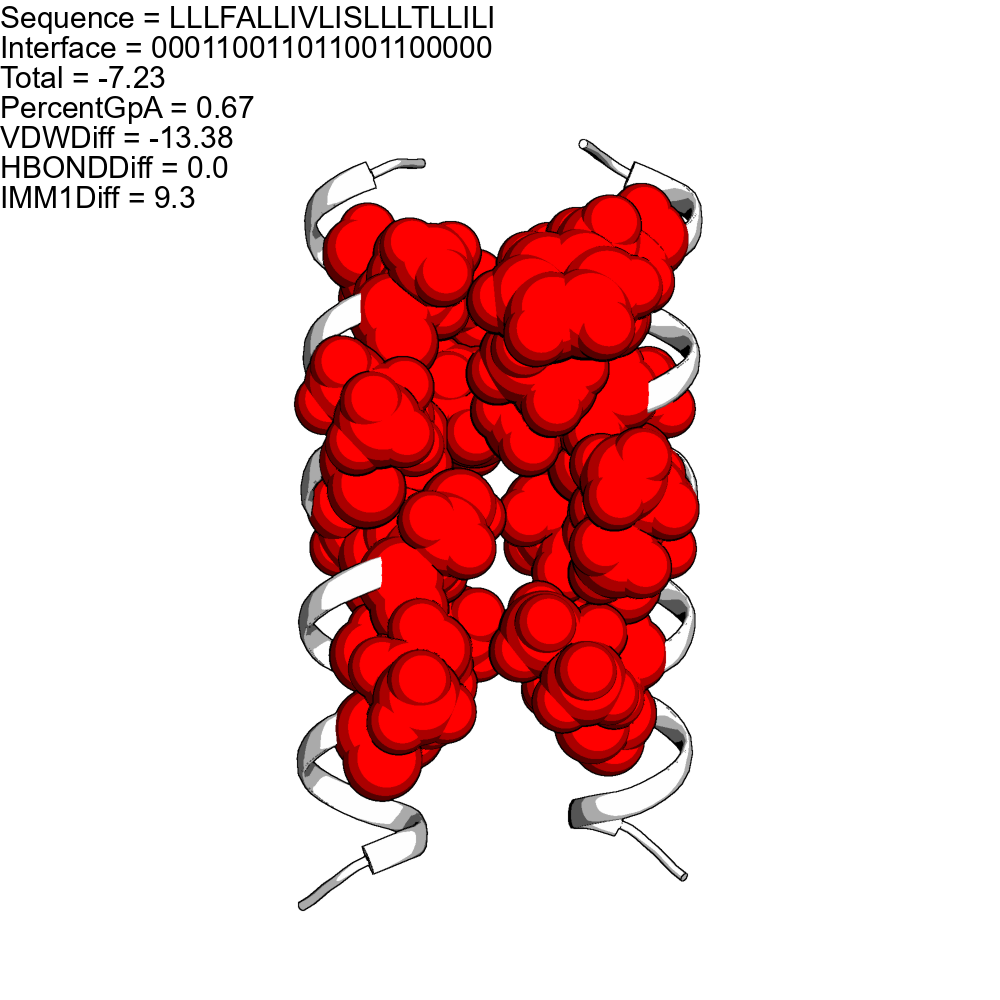 Sequence = LLLFALLIVLISLLLTLLILI
Interface = 000110011011001100000
Total = -7.23
PercentGpA = 0.67
VDWDiff = -13.38
HBONDDiff = 0.0
IMM1Diff = 9.3